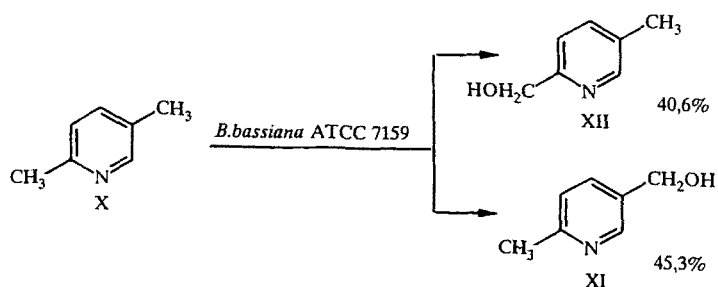 CH₃
CH₃
N
X
B.bassiana ATCC 7159
CH₃
HOH₂C
N
40,6%
XII
CH₂OH
CH₃
N
45,3%
XI